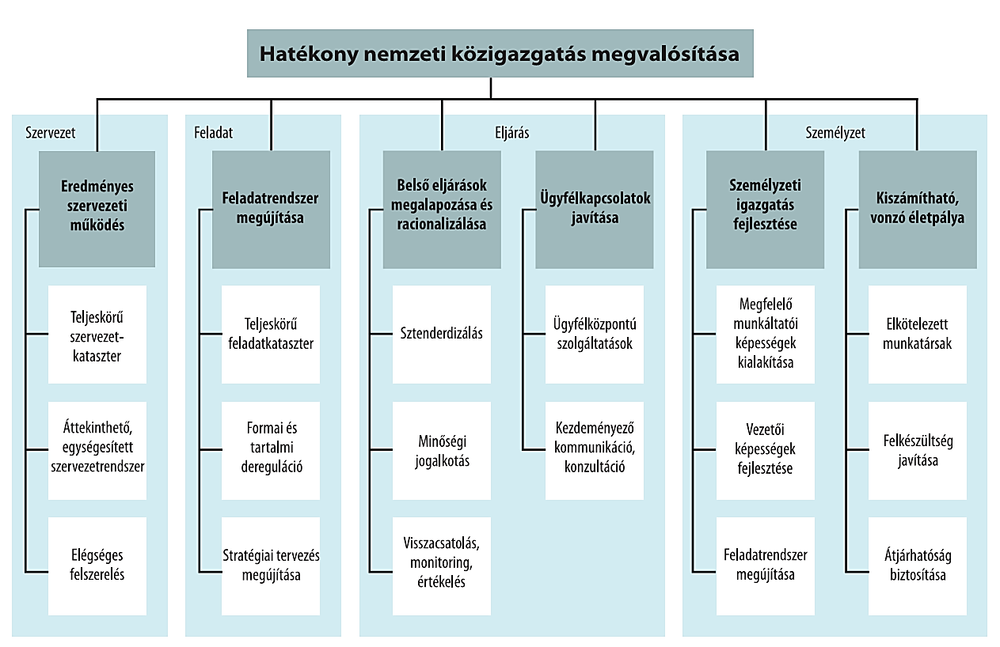 Hatékony nemzeti közigazgatás megvalósítása
Szervezet
Eredményes
szervezeti
működés
Teljeskörű
szervezet-
kataszter
Áttekinthető,
egységesített
szervezetrendszer
Elégséges
felszerelés
Feladat
Feladatrendszer
megújítása
Teljeskörű
feladatkataszter
Formai és
tartalmi
dereguláció
Stratégiai tervezés
megújítása
Eljárás
Belső eljárások
megalapozása és
racionalizálása
Sztenderdizálás
Minőségi
jogalkotás
Visszacsatolás,
monitoring,
értékelés
Ügyfélkapcsolatok
javítása
Ügyfélközpontú
szolgáltatások
Kezdeményező
kommunikáció,
konzultáció
Személyzet
Személyzeti
igazgatás
fejlesztése
Megfelelő
munkáltatói
képességek
kialakítása
Vezetői
képességek
fejlesztése
Feladatrendszer
megújítása
Kiszámítható,
vonzó életpálya
Elkötelezett
munkatársak
Felkészültség
javítása
Átjárhatóság
biztosítása